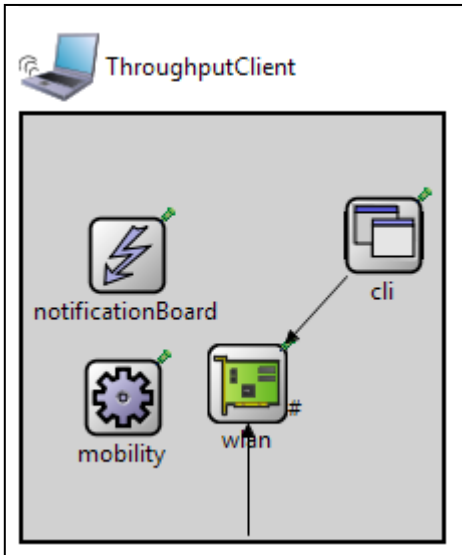 ThroughputClient
cli
notificationBoard
#
wlan
mobility